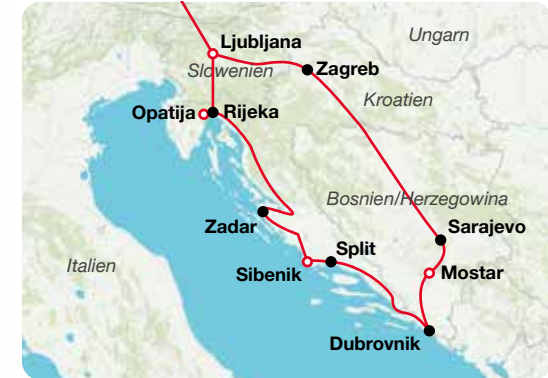 Ungarn
Ljubljana
Slowenien
Zagreb
Kroatien
Opatija
Rijeka
Bosnien/Herzegowina
Zadar
Sarajevo
Split
Italien
Sibenik
Mostar
Dubrovnik